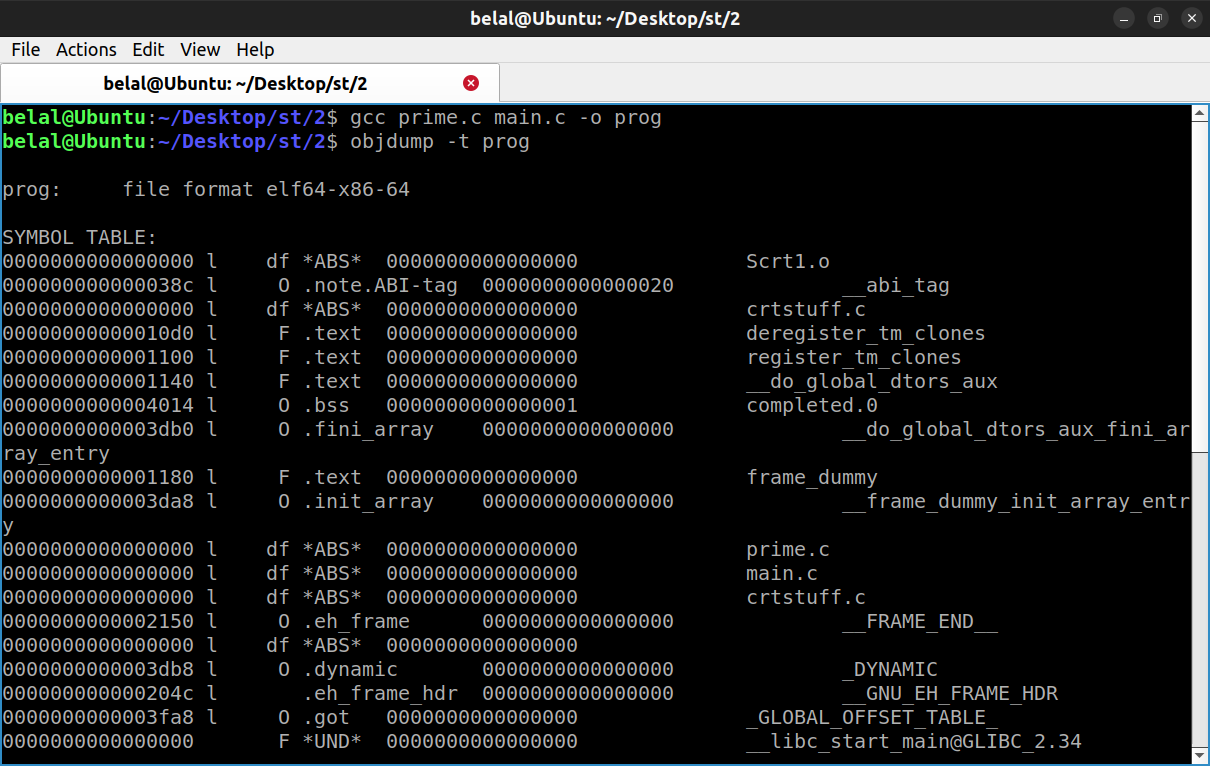 belal@Ubuntu: ~/Desktop/st/2
File Actions Edit View Help
belal@Ubuntu: ~/Desktop/st/2
belal@Ubuntu:~/Desktop/st/2$ gcc prime.c main.c -o prog
belal@Ubuntu:~/Desktop/st/2$ objdump -t prog
prog:     file format elf64-x86-64
SYMBOL TABLE:
0000000000000000 l    df *ABS*  0000000000000000              Scrt1.o
000000000000038c l     O .note.ABI-tag  0000000000000020              __abi_tag
0000000000000000 l    df *ABS*  0000000000000000              crtstuff.c
00000000000010d0 l     F .text  0000000000000000              deregister_tm_clones
0000000000001100 l     F .text  0000000000000000              register_tm_clones
0000000000001140 l     F .text  0000000000000000              __do_global_dtors_aux
0000000000004014 l     O .bss   0000000000000001              completed.0
0000000000003db0 l     O .fini_array    0000000000000000              __do_global_dtors_aux_fini_ar
ray_entry
0000000000001180 l     F .text  0000000000000000              frame_dummy
0000000000003da8 l     O .init_array    0000000000000000              __frame_dummy_init_array_entr
y
0000000000000000 l    df *ABS*  0000000000000000              prime.c
0000000000000000 l    df *ABS*  0000000000000000              main.c
0000000000000000 l    df *ABS*  0000000000000000              crtstuff.c
0000000000002150 l     O .eh_frame      0000000000000000              __FRAME_END__
0000000000000000 l    df *ABS*  0000000000000000
0000000000003db8 l     O .dynamic       0000000000000000              _DYNAMIC
000000000000204c l       .eh_frame_hdr  0000000000000000              __GNU_EH_FRAME_HDR
0000000000003fa8 l     O .got   0000000000000000              _GLOBAL_OFFSET_TABLE_
0000000000000000       F *UND*  0000000000000000              __libc_start_main@GLIBC_2.34